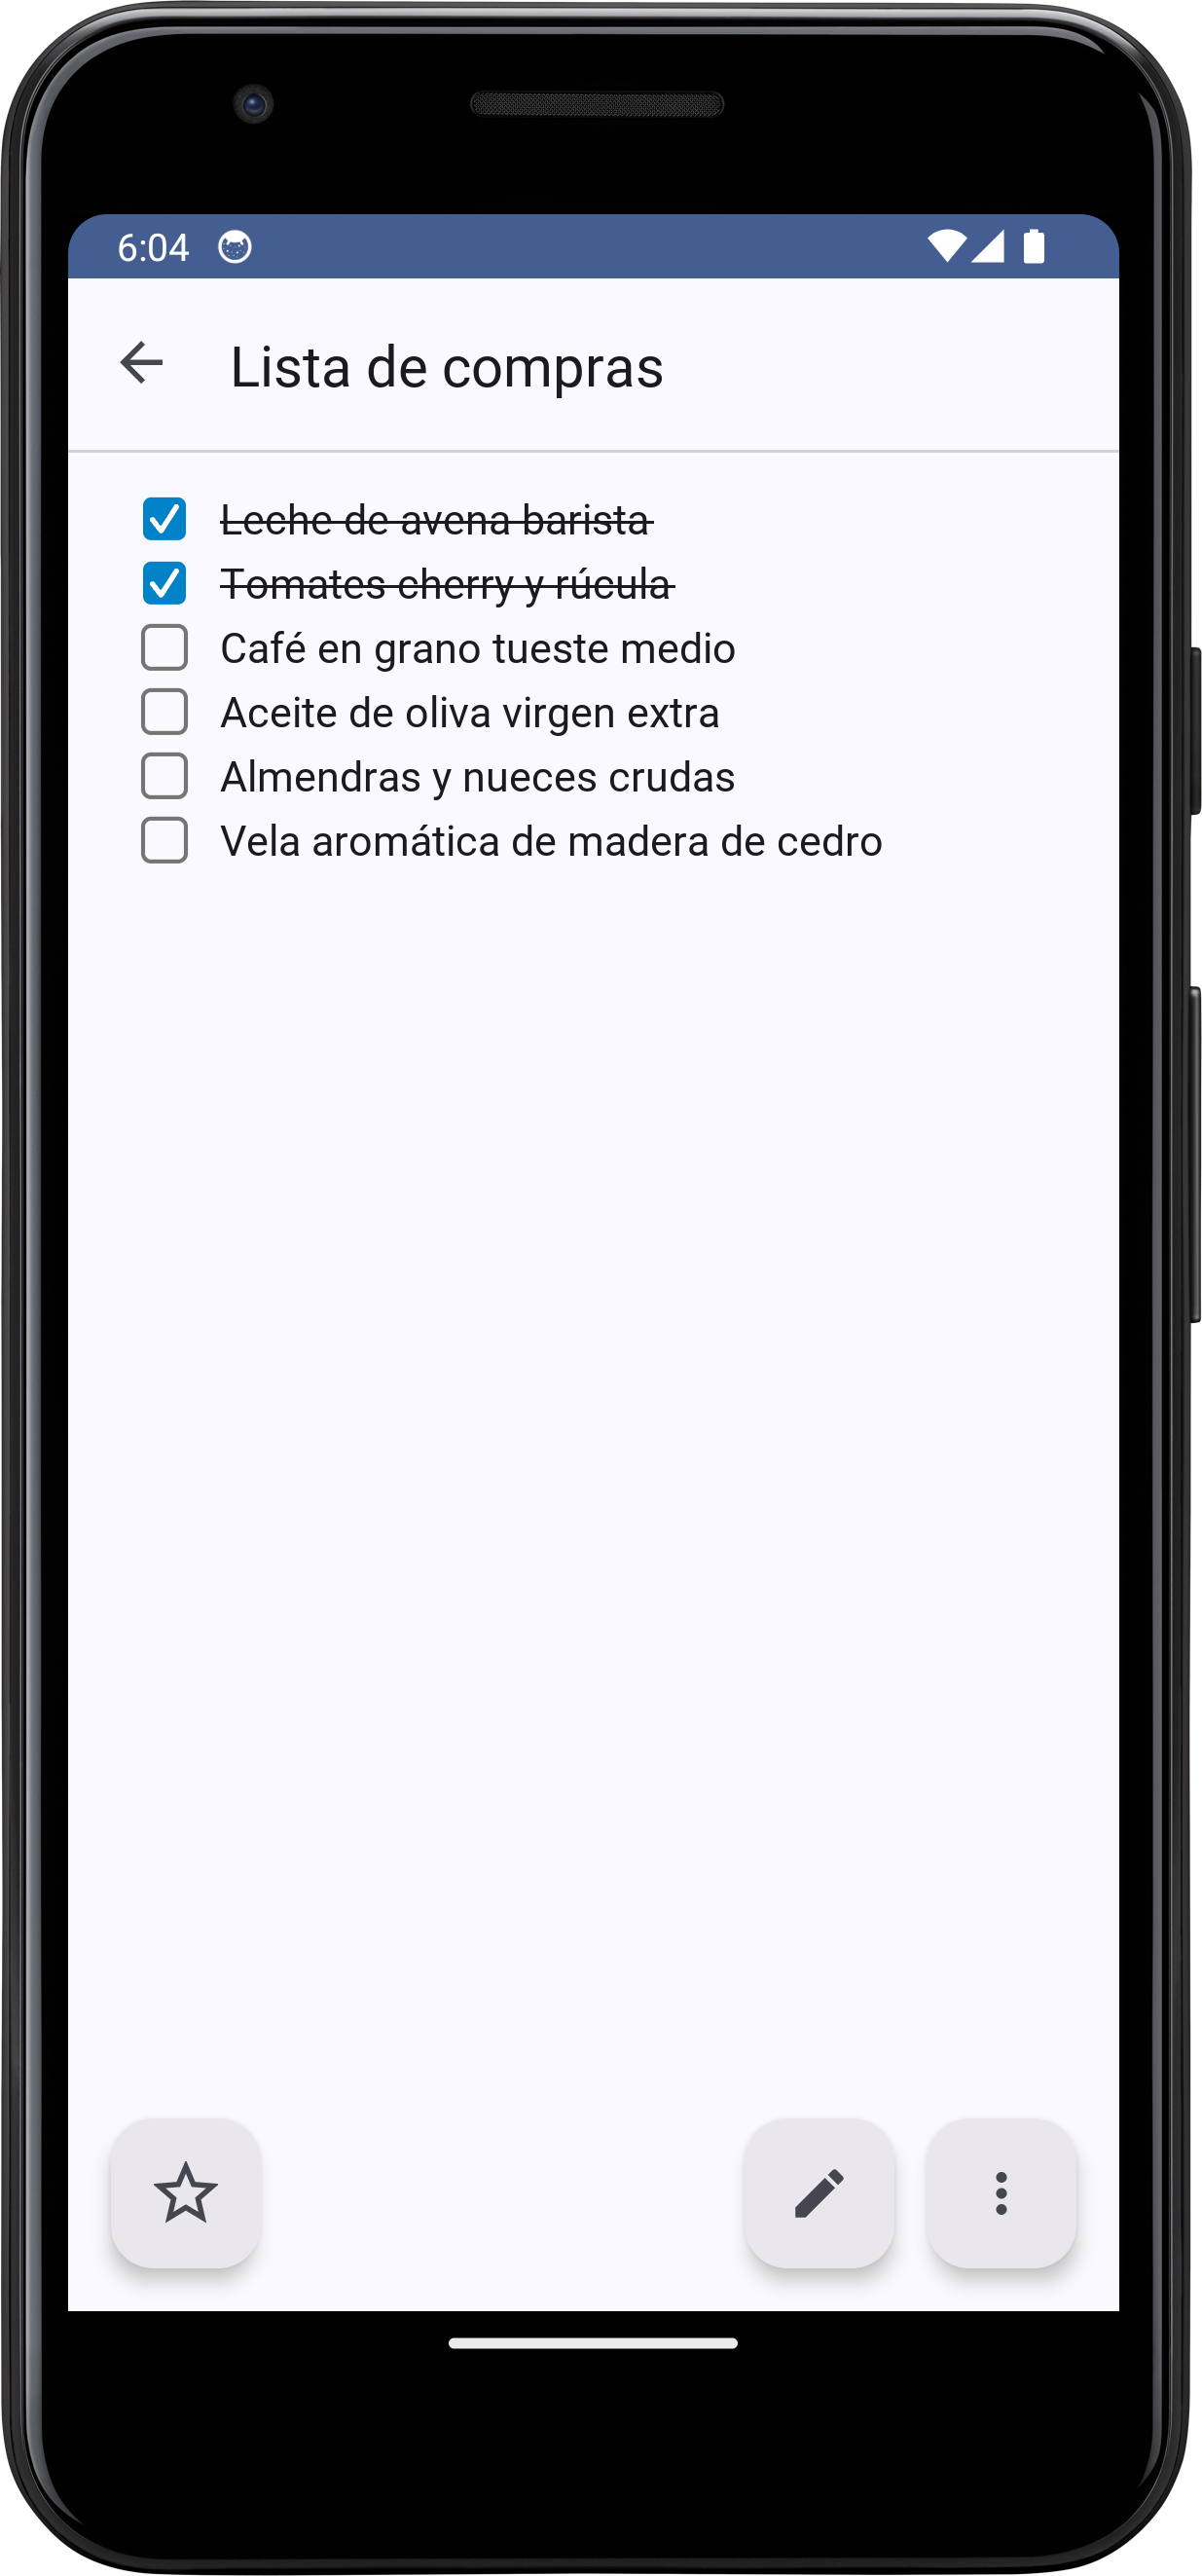 6:04
Lista de compras
Leche de avena barista
Tomates cherry y rúcula
Café en grano tueste medio
Aceite de oliva virgen extra
Almendras y nueces crudas
Vela aromática de madera de cedro